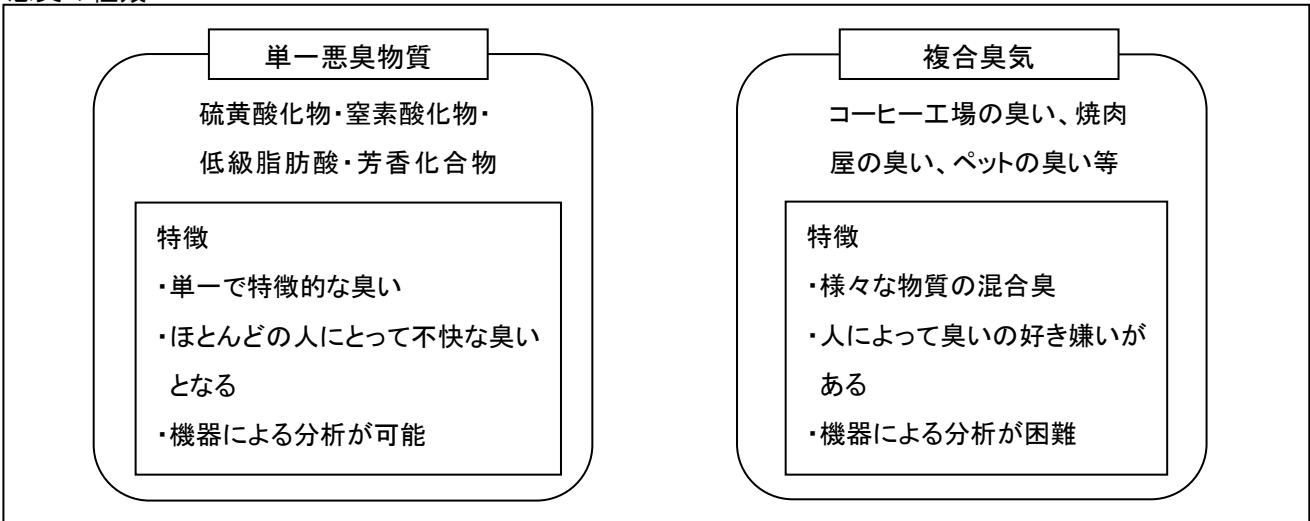 単一悪臭物質
硫黄酸化物・窒素酸化物・
低級脂肪酸・芳香化合物
特徴
・単一で特徴的な臭い
・ほとんどの人にとって不快な臭い
となる
・機器による分析が可能
複合臭気
コーヒー工場の臭い、焼肉
屋の臭い、ペットの臭い等
特徴
・様々な物質の混合臭
・人によって臭いの好き嫌いが
ある
・機器による分析が困難